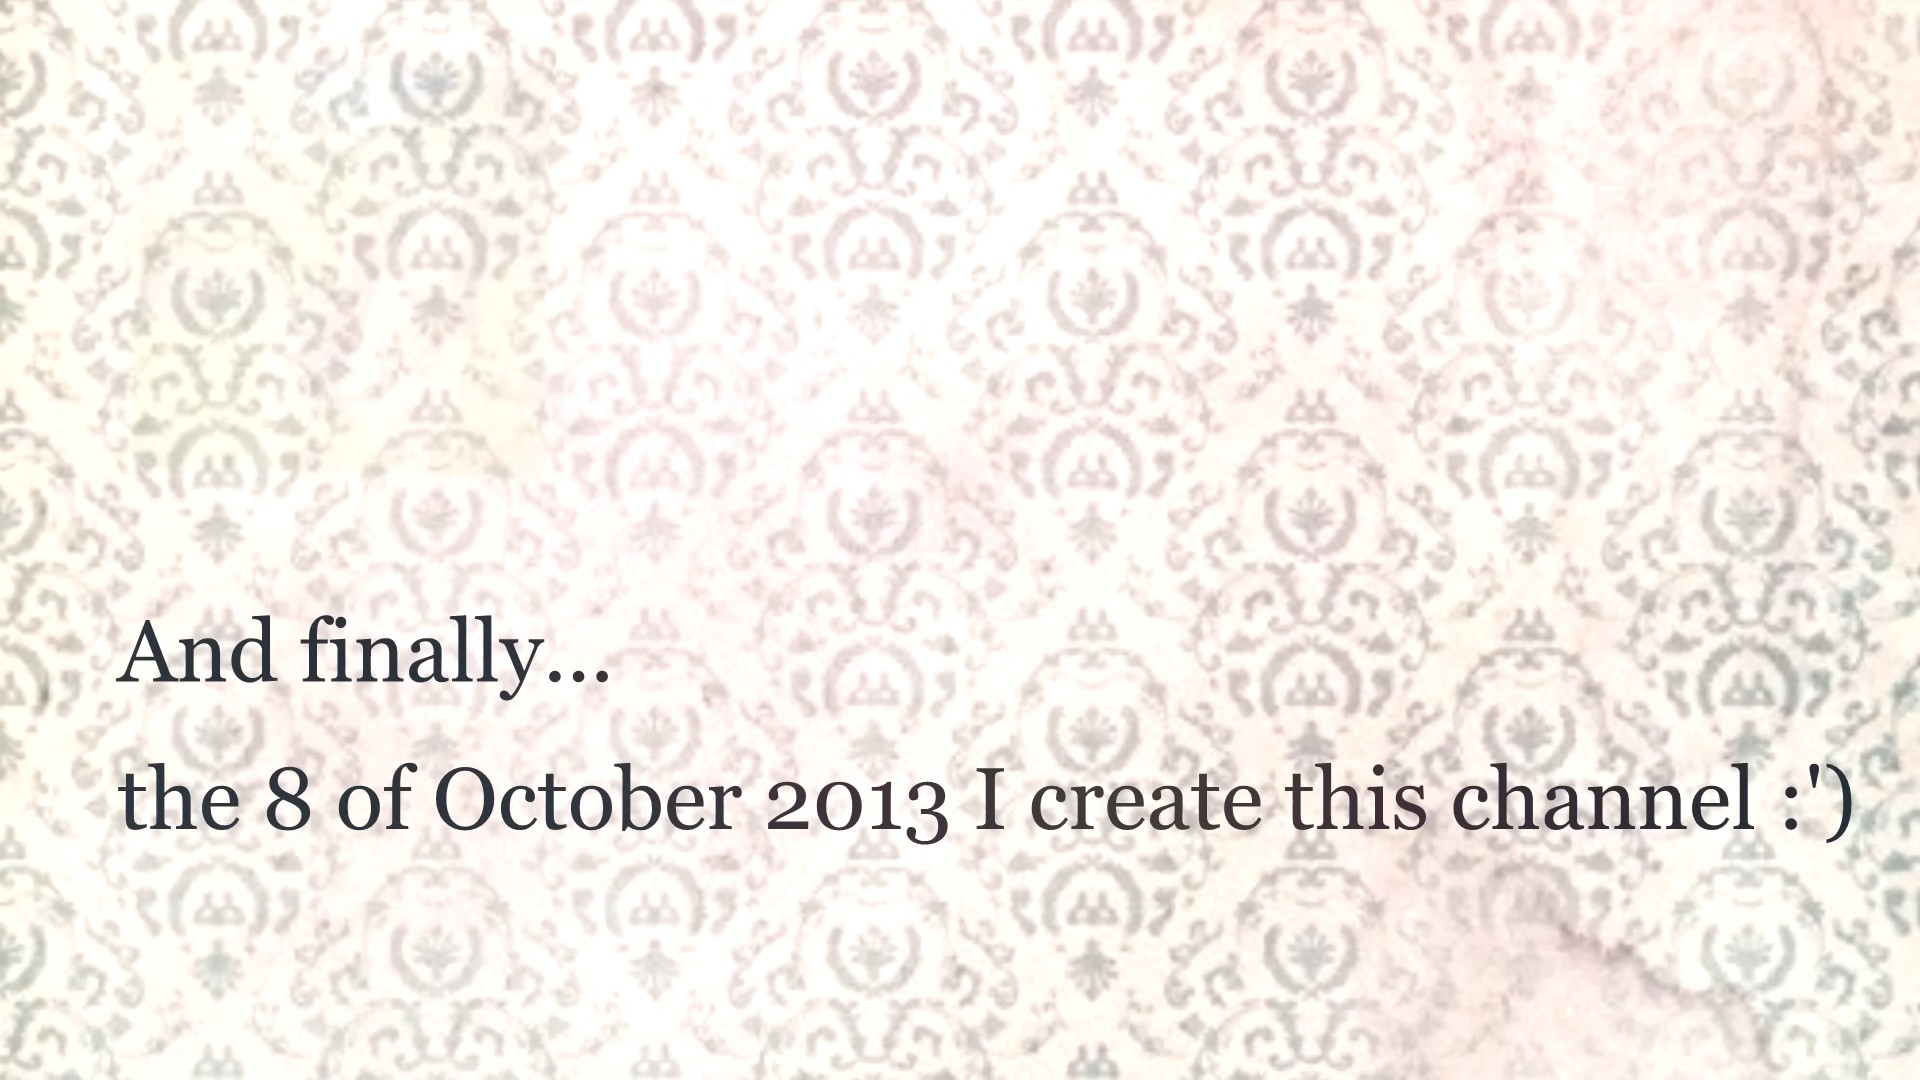 And finally...
the 8 of October 2013 I create this channel :')